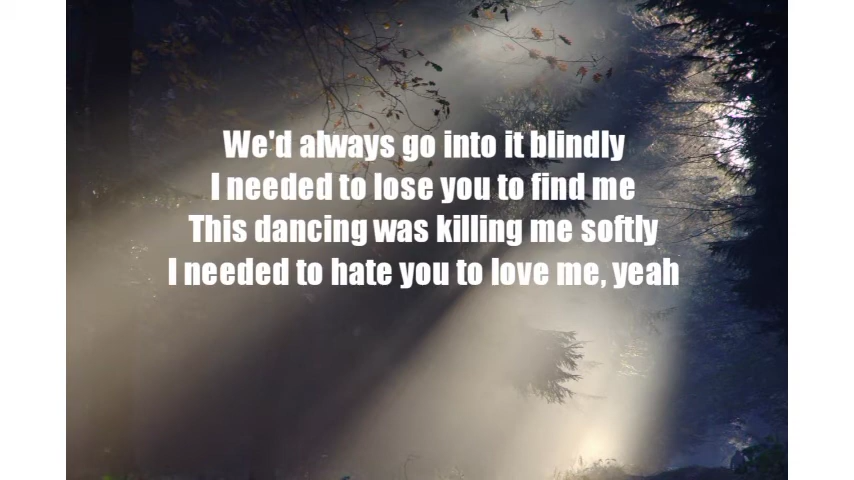 We'd always go into it blindly
I needed to lose you to find me
This dancing was killing me softly
I needed to hate you to love me, yeah